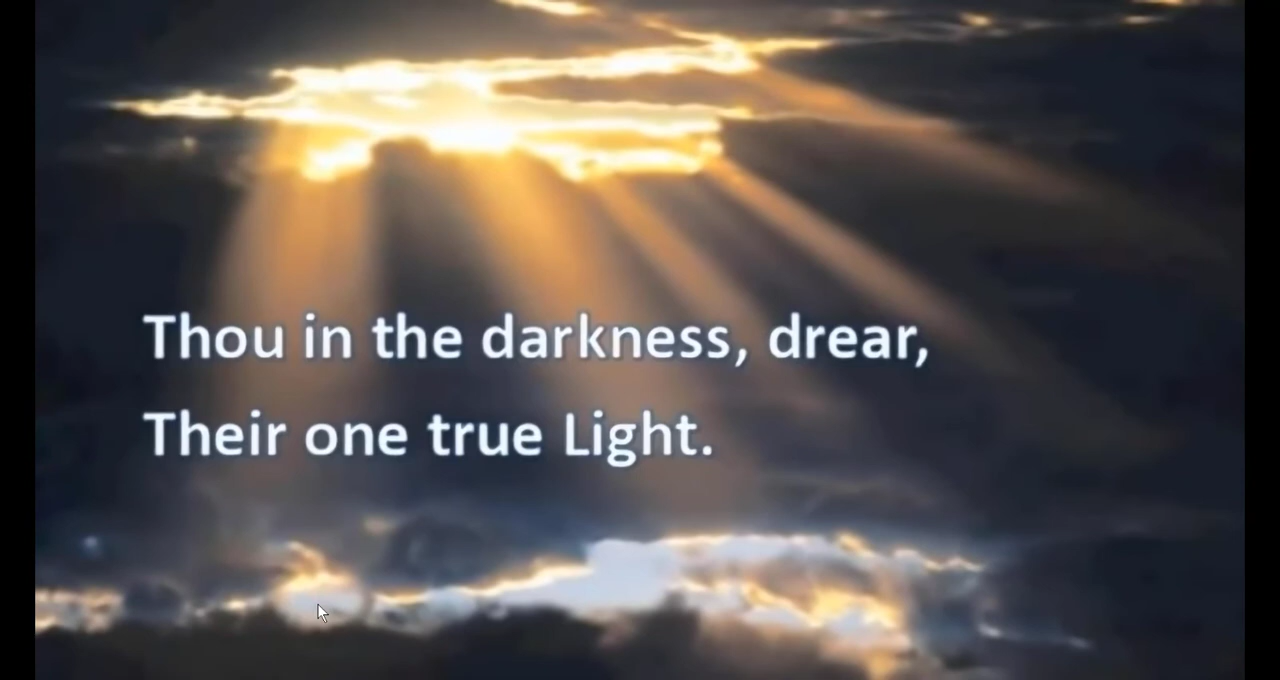 Thou in the darkness, drear,
Their one true Light.